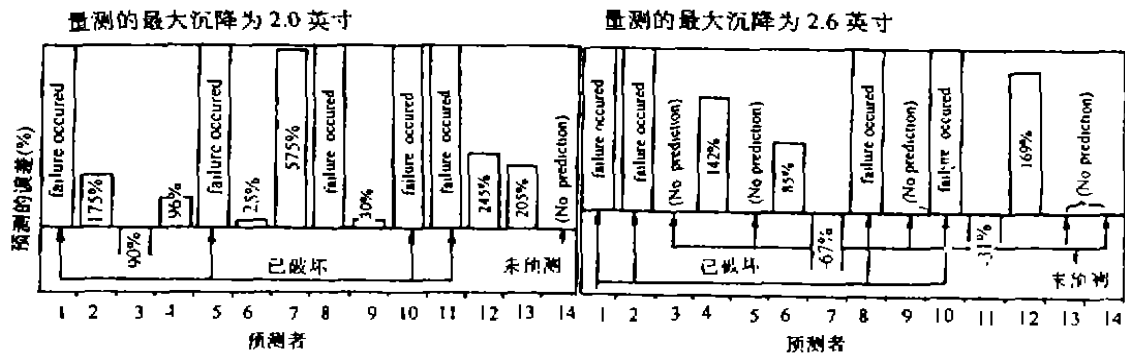 量测的最大沉降为 2.0 英寸
预测的误差(%)
failure occured
175%
90%
96%
failure occured
2.5%
575%
failure occured
30%
failure occured
failure occured
245%
205%
(No prediction)
已破坏
未预测
1 2 3 4 5 6 7 8 9 10 11 12 13 14
预测者
量测的最大沉降为 2.6 英寸
failure occured
failure occured
(No prediction)
142%
(No prediction)
85%
-67%
failure occured
(No prediction)
failure occured
-31%
169%
(No prediction)
已破坏
未预测
1 2 3 4 5 6 7 8 9 10 11 12 13 14
预测者